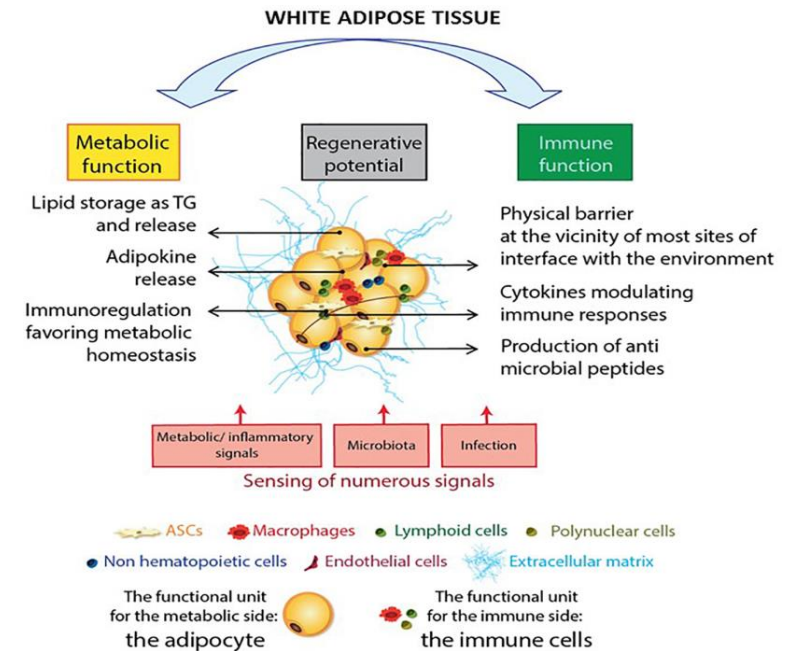 WHITE ADIPOSE TISSUE
Metabolic
function
Regenerative
potential
Immune
function
Lipid storage as TG
and release
Adipokine
release
Immunoregulation
favoring metabolic
homeostasis
Physical barrier
at the vicinity of most sites of
interface with the environment
Cytokines modulating
immune responses
Production of anti
microbial peptides
Metabolic/ inflammatory
signals
Microbiota
Infection
Sensing of numerous signals
ASCs Macrophages Lymphoid cells Polynuclear cells
Non hematopoietic cells Endothelial cells Extracellular matrix
The functional unit
for the metabolic side:
the adipocyte
The functional unit
for the immune side:
the immune cells